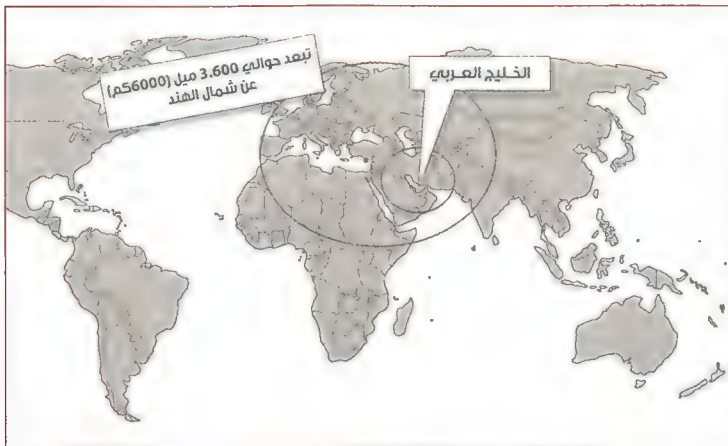 تبعد حوالي 3.600 ميل (6000كم)
عن شمال الهند
الخليج العربي